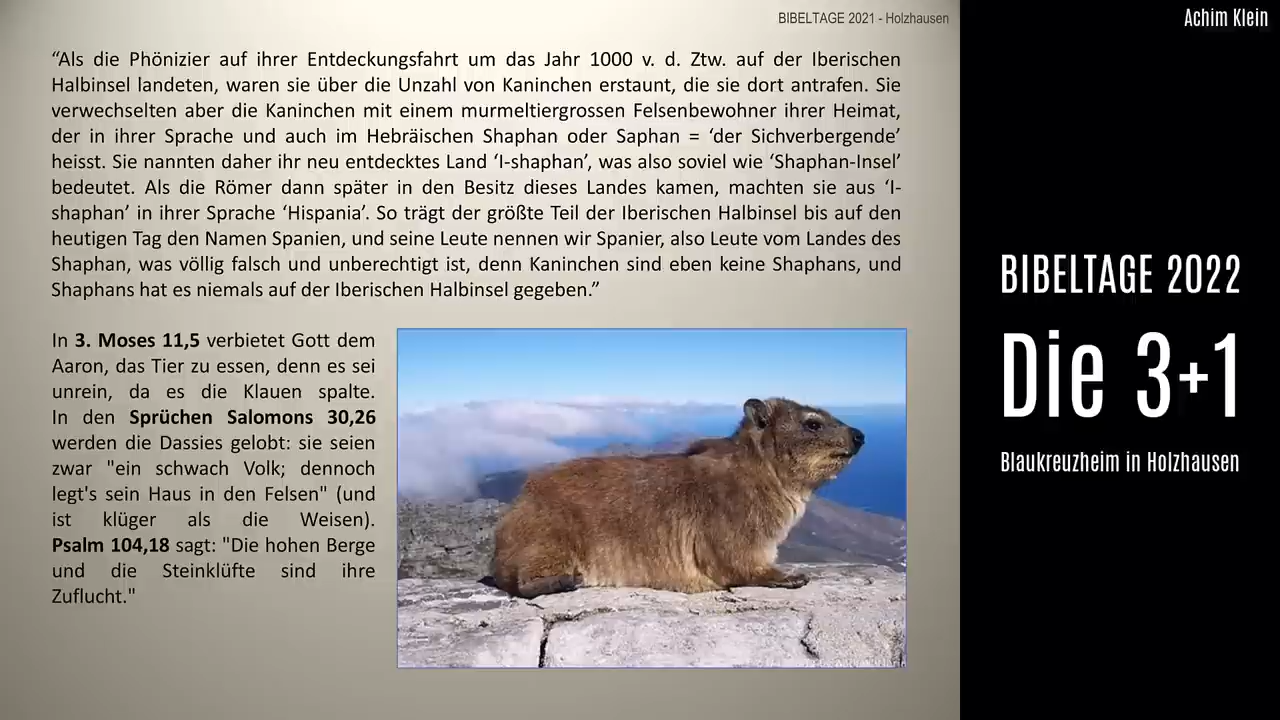 BIBELTAGE 2021 - Holzhausen
Achim Klein
“Als die Phönizier auf ihrer Entdeckungsfahrt um das Jahr 1000 v. d. Ztw. auf der Iberischen
Halbinsel landeten, waren sie über die Unzahl von Kaninchen erstaunt, die sie dort antrafen. Sie
verwechselten aber die Kaninchen mit einem murmeltiergrossen Felsenbewohner ihrer Heimat,
der in ihrer Sprache und auch im Hebräischen Shaphan oder Saphan = ‘der Sichverbergende’
heisst. Sie nannten daher ihr neu entdecktes Land ‘I-shaphan’, was also soviel wie ‘Shaphan-Insel’
bedeutet. Als die Römer dann später in den Besitz dieses Landes kamen, machten sie aus ‘I-
shaphan’ in ihrer Sprache ‘Hispania’. So trägt der größte Teil der Iberischen Halbinsel bis auf den
heutigen Tag den Namen Spanien, und seine Leute nennen wir Spanier, also Leute vom Landes des
Shaphan, was völlig falsch und unberechtigt ist, denn Kaninchen sind eben keine Shaphans, und
Shaphans hat es niemals auf der Iberischen Halbinsel gegeben.”
In 3. Moses 11,5 verbietet Gott dem
Aaron, das Tier zu essen, denn es sei
unrein, da es die Klauen spalte.
In den Sprüchen Salomons 30,26
werden die Dassies gelobt: sie seien
zwar "ein schwach Volk; dennoch
legt's sein Haus in den Felsen" (und
ist klüger als die Weisen).
Psalm 104,18 sagt: "Die hohen Berge
und die Steinklüfte sind ihre
Zuflucht."
BIBELTAGE 2022
Die 3+1
Blaukreuzheim in Holzhausen